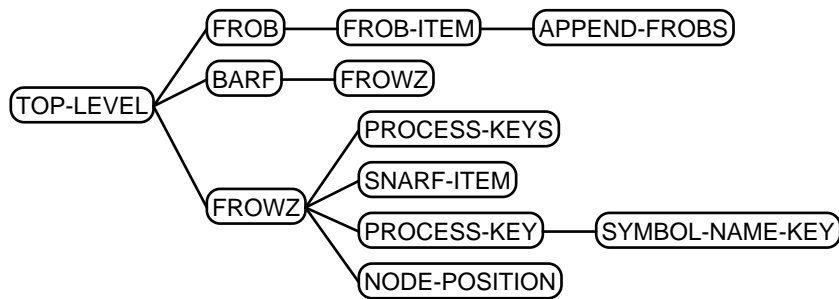 FROB FROB-ITEM APPEND-FROBS
BARF FROWZ
TOP-LEVEL
PROCESS-KEYS
SNARF-ITEM
FROWZ
PROCESS-KEY SYMBOL-NAME-KEY
NODE-POSITION